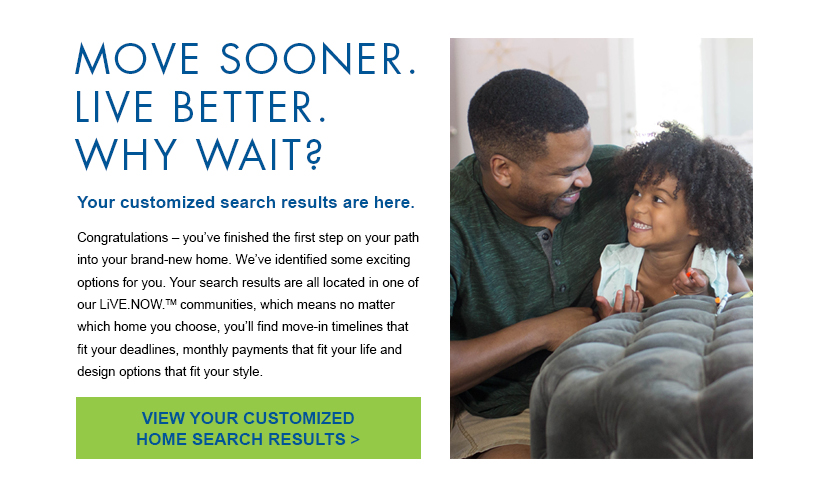 MOVE SOONER.
LIVE BETTER.
WHY WAIT?
Your customized search results are here.
Congratulations – you’ve finished the first step on your path
into your brand-new home. We’ve identified some exciting
options for you. Your search results are all located in one of
our LiVE.NOW.™ communities, which means no matter
which home you choose, you’ll find move-in timelines that
fit your deadlines, monthly payments that fit your life and
design options that fit your style.
VIEW YOUR CUSTOMIZED
HOME SEARCH RESULTS >